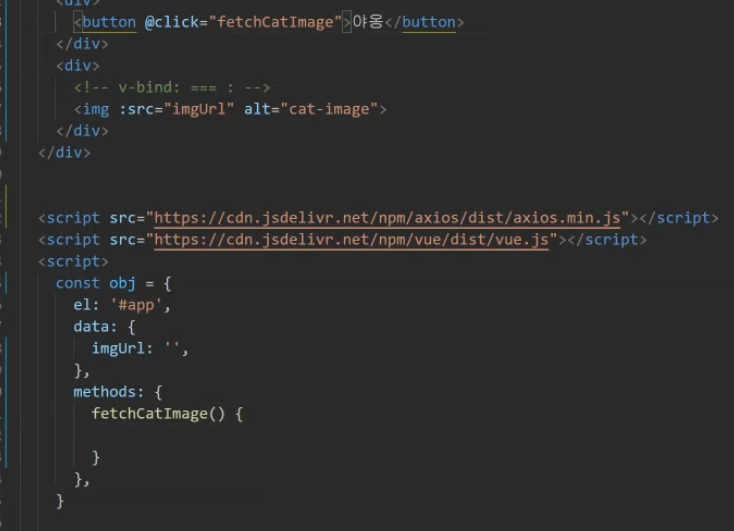 <div>
<button @click="fetchCatImage">야옹</button>
</div>
<div>
<!-- v-bind: === : -->
<img :src="imgUrl" alt="cat-image">
</div>
</div>
<script src="https://cdn.jsdelivr.net/npm/axios/dist/axios.min.js"></script>
<script src="https://cdn.jsdelivr.net/npm/vue/dist/vue.js"></script>
<script>
const obj = {
el: '#app',
data: {
imgUrl: '',
},
methods: {
fetchCatImage() {
}
},
}